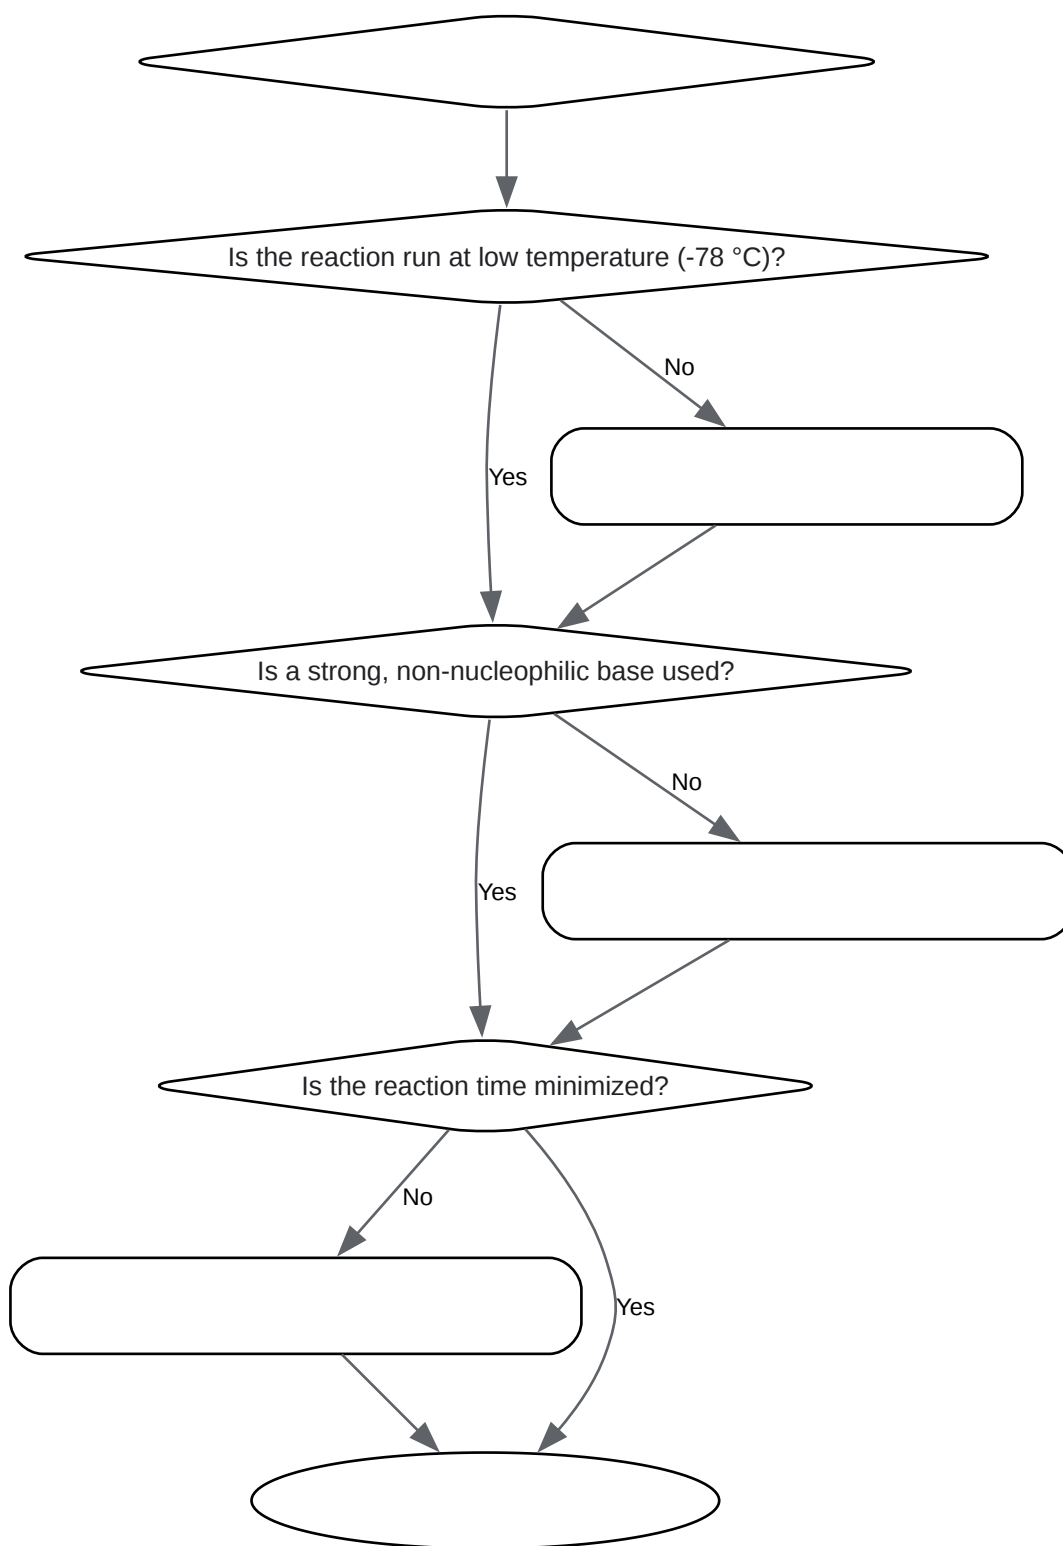 Is the reaction run at low temperature (-78 °C)?
No
Yes
Is a strong, non-nucleophilic base used?
No
Yes
Is the reaction time minimized?
No
Yes